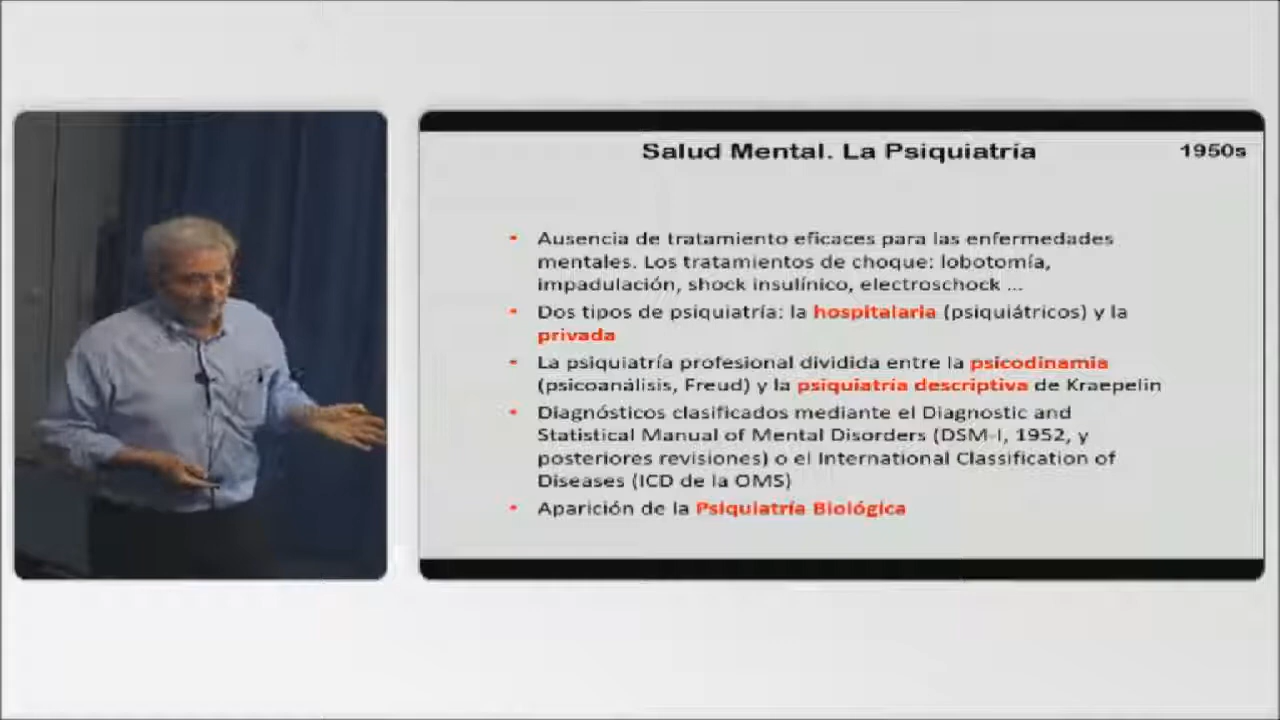 Salud Mental. La Psiquiatría
1950s
• Ausencia de tratamiento eficaces para las enfermedades
mentales. Los tratamientos de choque: lobotomía,
impadulación, shock insulínico, electroschock ...
• Dos tipos de psiquiatría: la hospitalaria (psiquiátricos) y la
privada
• La psiquiatría profesional dividida entre la psicodinamia
(psicoanálisis, Freud) y la psiquiatría descriptiva de Kraepelin
• Diagnósticos clasificados mediante el Diagnostic and
Statistical Manual of Mental Disorders (DSM-I, 1952, y
posteriores revisiones) o el International Classification of
Diseases (ICD de la OMS)
• Aparición de la Psiquiatría Biológica